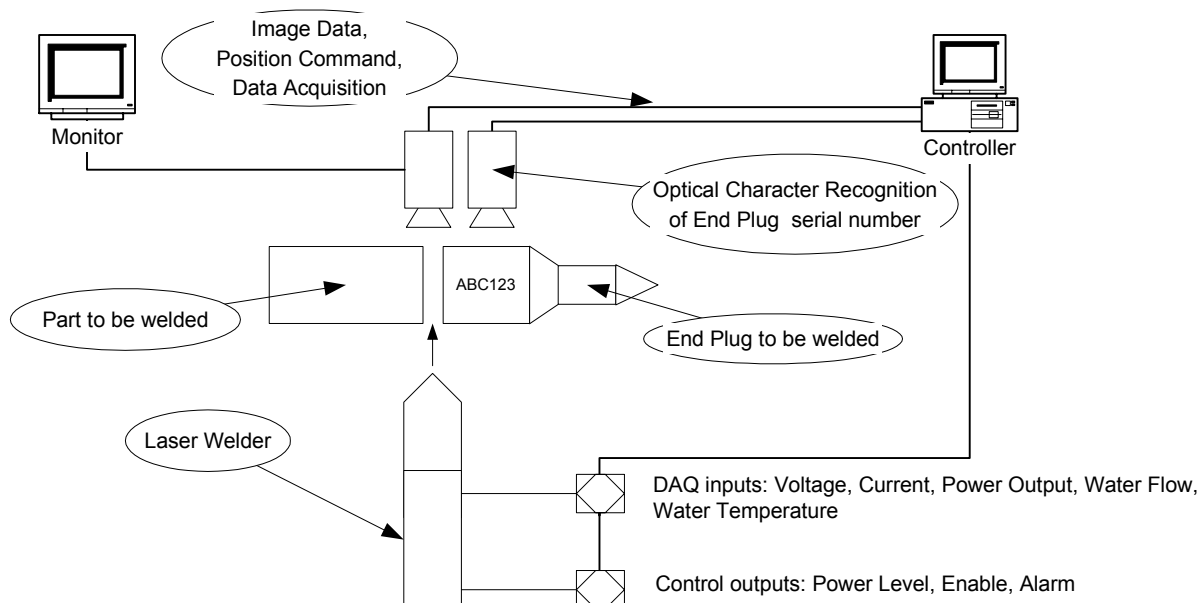 Image Data,
Position Command,
Data Acquisition
Monitor
Controller
Optical Character Recognition
of End Plug serial number
ABC123
Part to be welded
End Plug to be welded
Laser Welder
DAQ inputs: Voltage, Current, Power Output, Water Flow,
Water Temperature
Control outputs: Power Level, Enable, Alarm